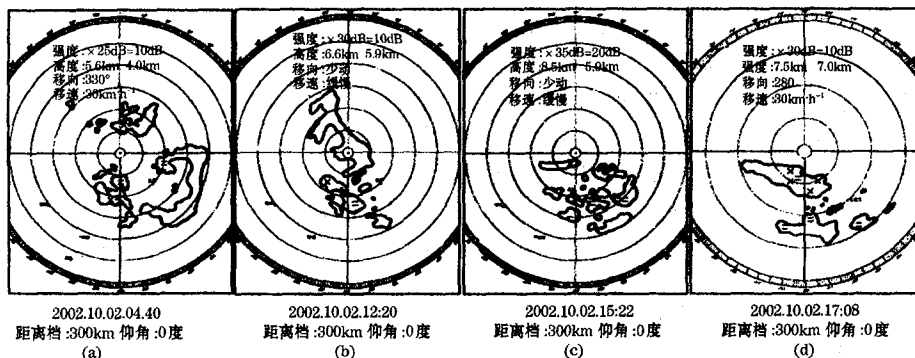 强度:×25dB=10dB
高度:5.6km 4.0km
移向:330°
移速:30km·h⁻¹
2002.10.02.04.40
距离档:300km 仰角:0度
(a)
强度:×30dB=10dB
高度:6.6km 5.9km
移向:少动
移速:缓慢
2002.10.02.12:20
距离档:300km 仰角:0度
(b)
强度:×35dB=20dB
高度:8.5km 5.9km
移向:少动
移速:缓慢
2002.10.02.15:22
距离档:300km 仰角:0度
(c)
强度:×30dB=10dB
强度:7.5km 7.0km
移向:280
移速:30km·h⁻¹
2002.10.02.17:08
距离档:300km 仰角:0度
(d)